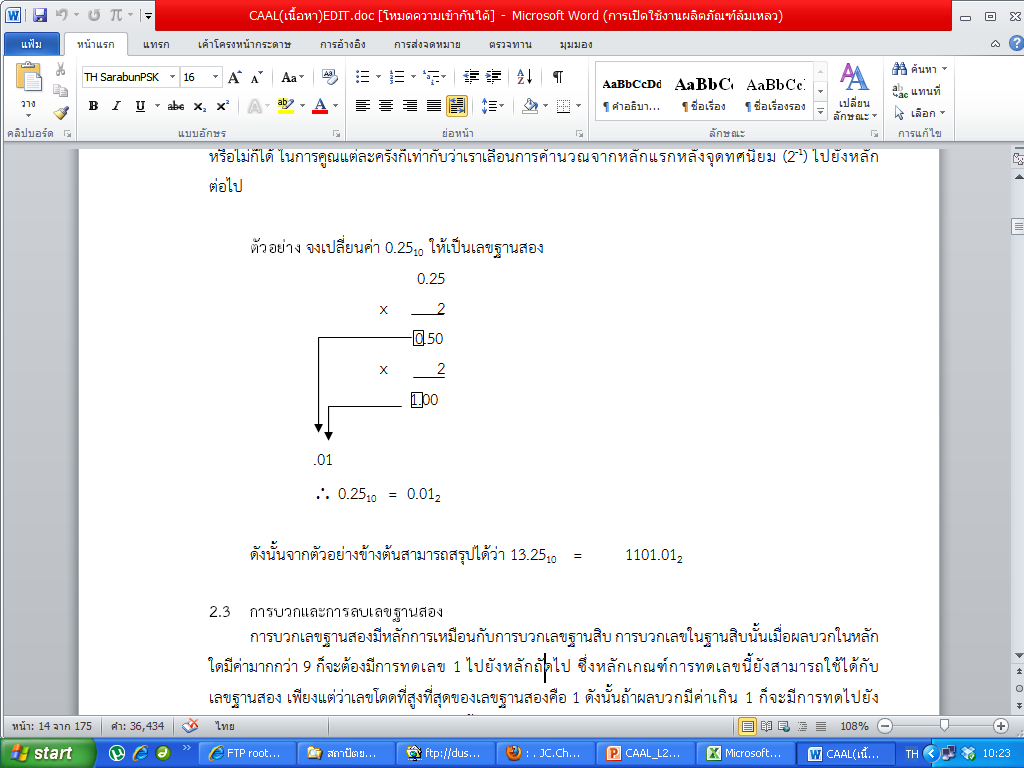 CAAL(เนื้อหา)EDIT.doc [โหมดความเข้ากันได้] - Microsoft Word (การเปิดใช้งานผลิตภัณฑ์ล้มเหลว)
แฟ้ม หน้าแรก แทรก เค้าโครงหน้ากระดาษ การอ้างอิง การส่งจดหมาย ตรวจทาน มุมมอง
TH SarabunPSK 16
วาง
AaBbCcDd AaBbCc AaBbCc
¶ คำอธิบา... ¶ ชื่อเรื่อง ¶ ชื่อเรื่องรอง
เปลี่ยนลักษณะ
ค้นหา
แทนที่
เลือก
คลิปบอร์ด แบบอักษร ย่อหน้า ลักษณะ การแก้ไข
หรือไม่ก็ได้ ในการคูณแต่ละครั้งก็เท่ากับว่าเราเลื่อนการคำนวณจากหลักแรกหลังจุดทศนิยม (2⁻¹) ไปยังหลัก
ต่อไป
ตัวอย่าง จงเปลี่ยนค่า 0.25₁₀ ให้เป็นเลขฐานสอง
0.25
x 2
0.50
x 2
1.00
.01
∴ 0.25₁₀ = 0.01₂
ดังนั้นจากตัวอย่างข้างต้นสามารถสรุปได้ว่า 13.25₁₀ = 1101.01₂
2.3 การบวกและการลบเลขฐานสอง
การบวกเลขฐานสองมีหลักการเหมือนกับการบวกเลขฐานสิบ การบวกเลขในฐานสิบนั้นเมื่อผลบวกในหลัก
ใดมีค่ามากกว่า 9 ก็จะต้องมีการทดเลข 1 ไปยังหลักถัดไป ซึ่งหลักเกณฑ์การทดเลขนี้ยังสามารถใช้ได้กับ
เลขฐานสอง เพียงแต่ว่าเลขโดดที่สูงที่สุดของเลขฐานสองคือ 1 ดังนั้นถ้าผลบวกมีค่าเกิน 1 ก็จะมีการทดไปยัง
หน้า: 14 จาก 175 คำ: 36,434 ไทย 108%
start FTP root... สถาปัตย... ftp://dus... : . JC.Ch... CAAL_L2... Microsoft... CAAL(เนื้... TH 10:23